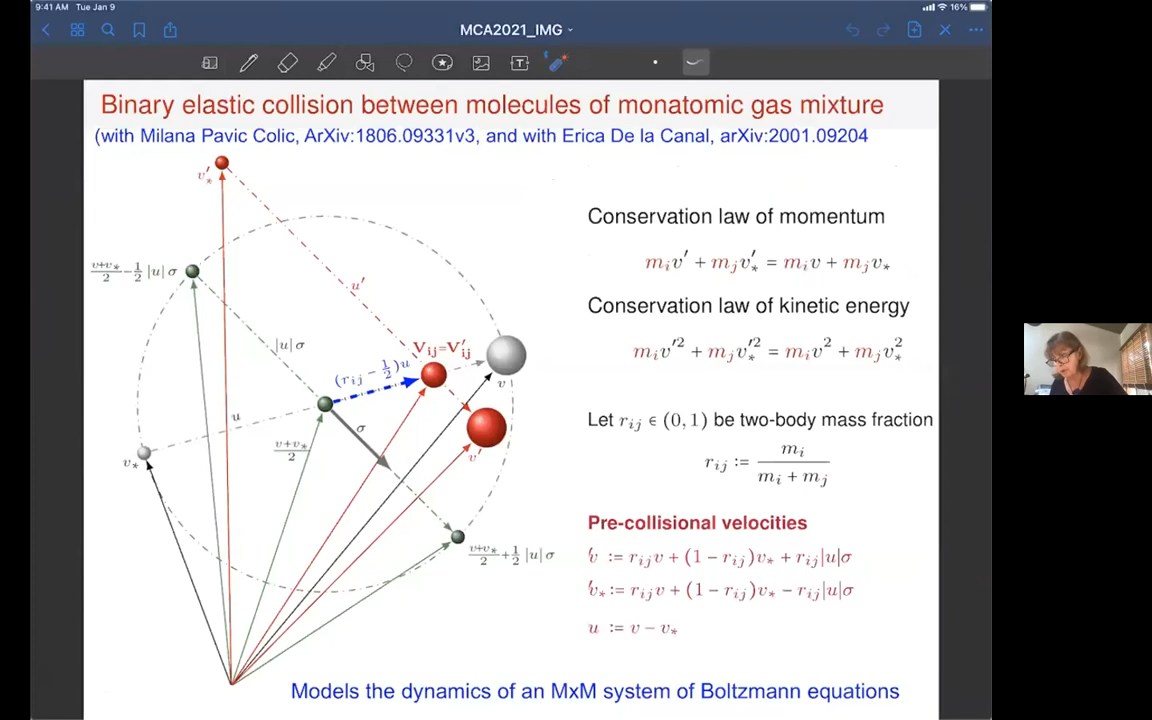 9:41 AM Tue Jan 9
16%
MCA2021_IMG
Binary elastic collision between molecules of monatomic gas mixture
(with Milana Pavic Colic, ArXiv:1806.09331v3, and with Erica De la Canal, arXiv:2001.09204
v′_*
(v+v_*)/2 − 1/2 |u| σ
u′
|u| σ
V_ij=V′_ij
(r_ij − 1/2)u
v
u
σ
(v+v_*)/2
v_*
v′
(v+v_*)/2 + 1/2 |u| σ
Conservation law of momentum
m_i v′ + m_j v′_* = m_i v + m_j v_*
Conservation law of kinetic energy
m_i v′² + m_j v′_*² = m_i v² + m_j v_*²
Let r_ij ∈ (0, 1) be two-body mass fraction
r_ij := m_i / (m_i + m_j)
Pre-collisional velocities
′v := r_ij v + (1 − r_ij)v_* + r_ij|u|σ
′v_* := r_ij v + (1 − r_ij)v_* − r_ij|u|σ
u := v − v_*
Models the dynamics of an MxM system of Boltzmann equations